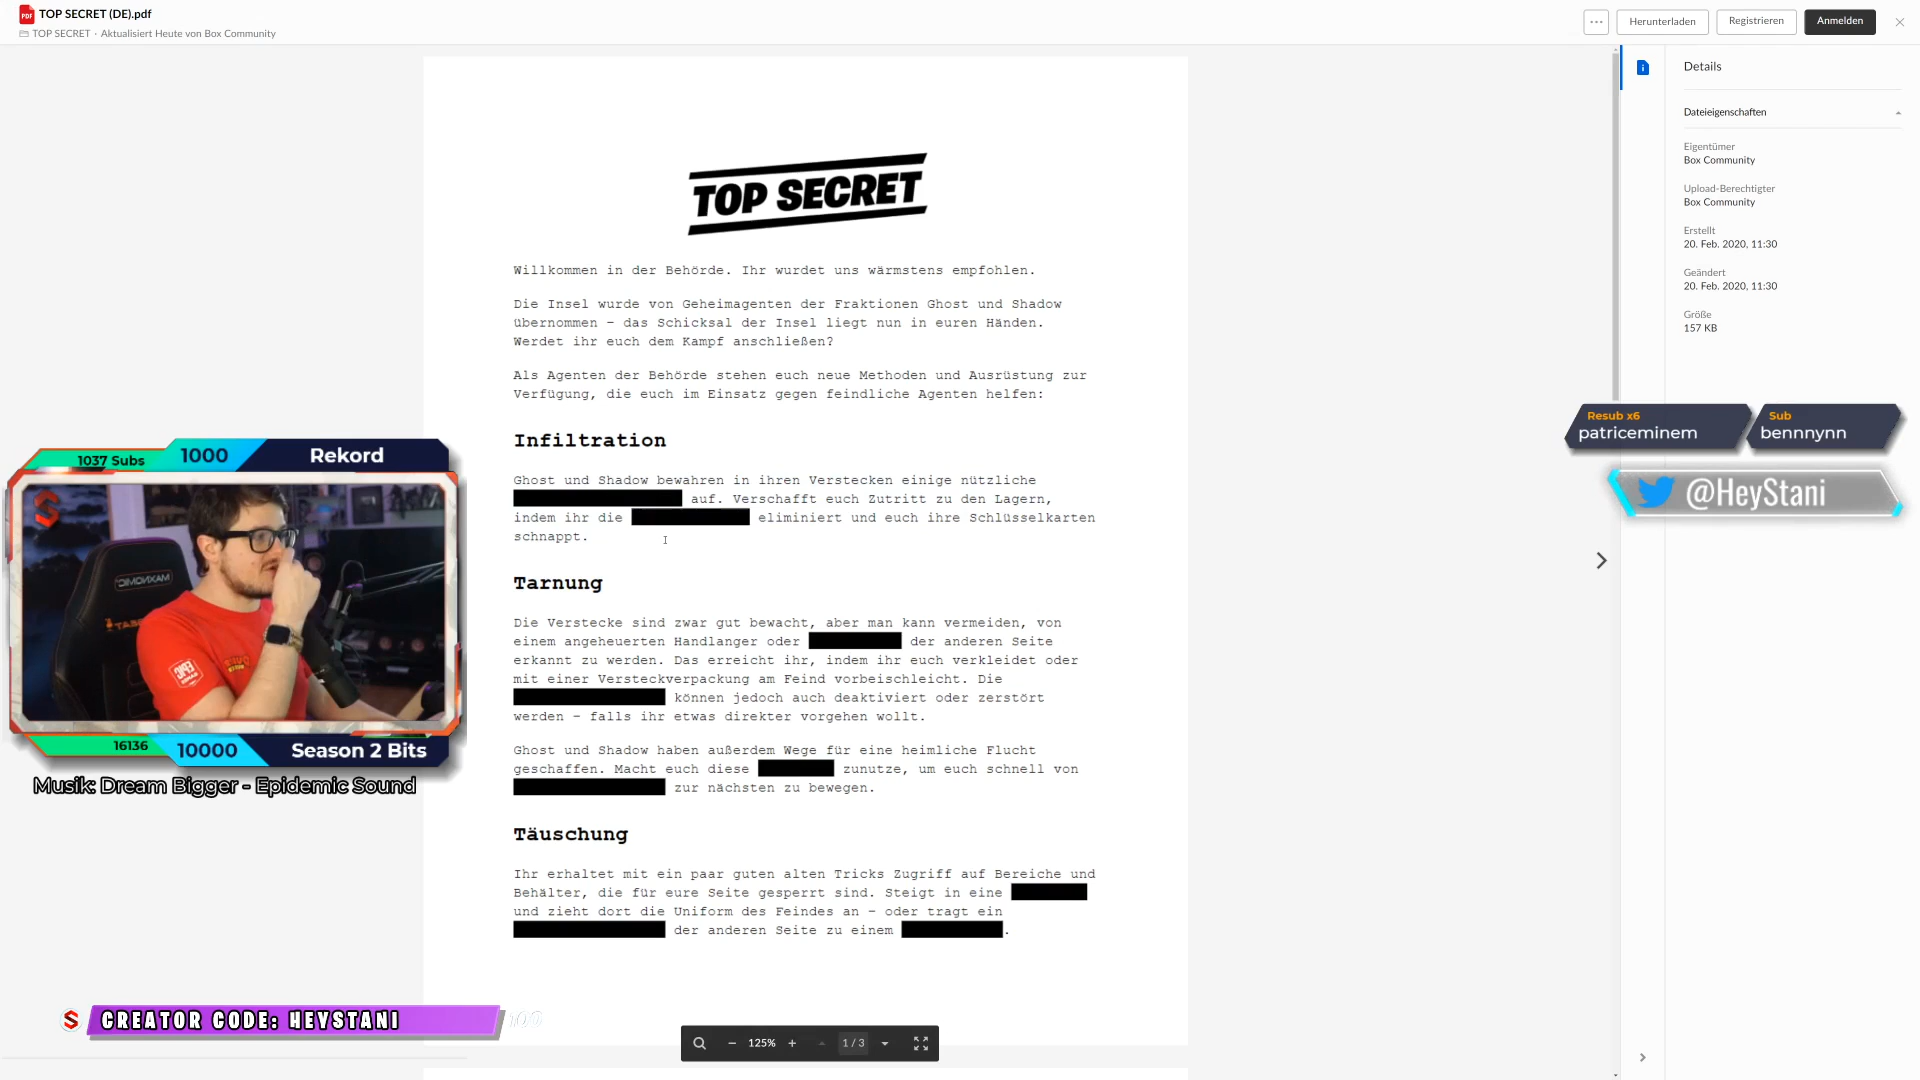 TOP SECRET (DE).pdf
TOP SECRET · Aktualisiert Heute von Box Community
Herunterladen
Registrieren
Anmelden
TOP SECRET
Willkommen in der Behörde. Ihr wurdet uns wärmstens empfohlen.
Die Insel wurde von Geheimagenten der Fraktionen Ghost und Shadow
übernommen – das Schicksal der Insel liegt nun in euren Händen.
Werdet ihr euch dem Kampf anschließen?
Als Agenten der Behörde stehen euch neue Methoden und Ausrüstung zur
Verfügung, die euch im Einsatz gegen feindliche Agenten helfen:
Infiltration
Ghost und Shadow bewahren in ihren Verstecken einige nützliche
auf. Verschafft euch Zutritt zu den Lagern,
indem ihr die eliminiert und euch ihre Schlüsselkarten
schnappt.
Tarnung
Die Verstecke sind zwar gut bewacht, aber man kann vermeiden, von
einem angeheuerten Handlanger oder der anderen Seite
erkannt zu werden. Das erreicht ihr, indem ihr euch verkleidet oder
mit einer Versteckverpackung am Feind vorbeischleicht. Die
können jedoch auch deaktiviert oder zerstört
werden – falls ihr etwas direkter vorgehen wollt.
Ghost und Shadow haben außerdem Wege für eine heimliche Flucht
geschaffen. Macht euch diese zunutze, um euch schnell von
zur nächsten zu bewegen.
Täuschung
Ihr erhaltet mit ein paar guten alten Tricks Zugriff auf Bereiche und
Behälter, die für eure Seite gesperrt sind. Steigt in eine
und zieht dort die Uniform des Feindes an – oder tragt ein
der anderen Seite zu einem .
125%
1 / 3
Details
Dateieigenschaften
Eigentümer
Box Community
Upload-Berechtigter
Box Community
Erstellt
20. Feb. 2020, 11:30
Geändert
20. Feb. 2020, 11:30
Größe
157 KB
Resub x6
patriceminem
Sub
bennnynn
@HeyStani
1037 Subs
1000
Rekord
MAXNOMIC
EPIC
16136
10000
Season 2 Bits
Musik: Dream Bigger - Epidemic Sound
CREATOR CODE: HEYSTANI
100